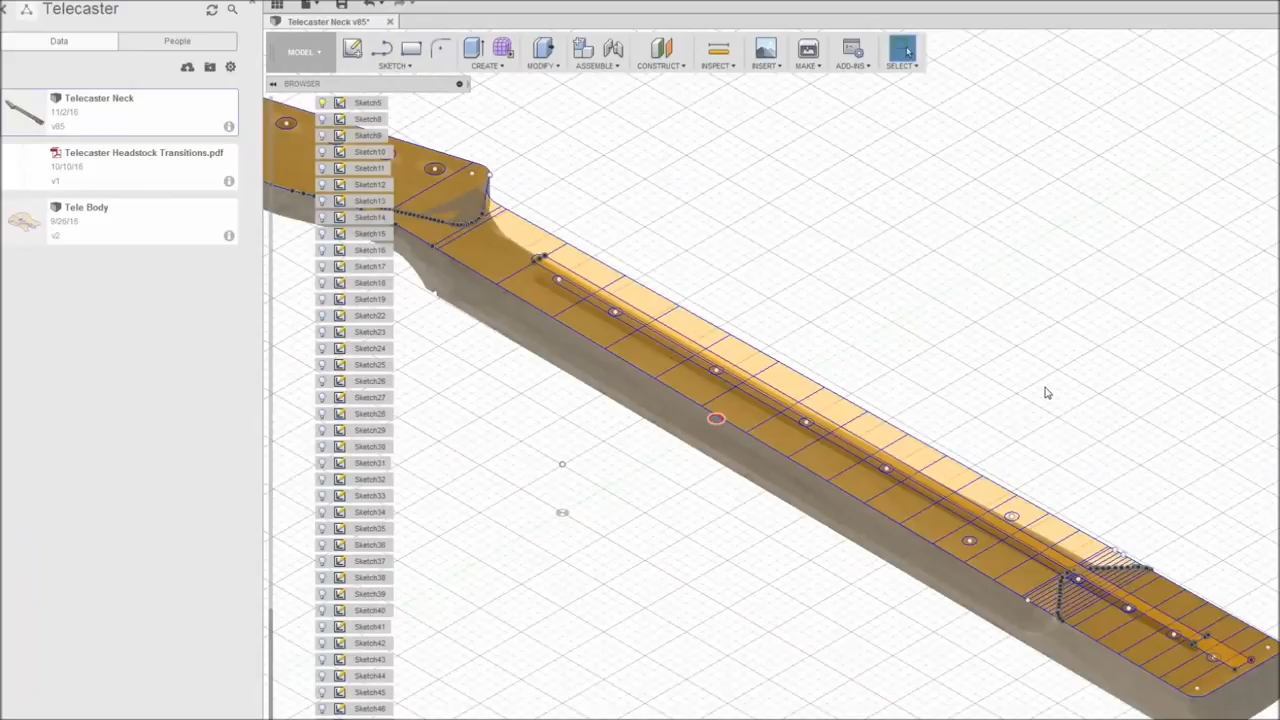 Telecaster
Data People
Telecaster Neck
11/2/16
v85
Telecaster Headstock Transitions.pdf
10/10/16
v1
Tele Body
9/26/16
v2
Telecaster Neck v85*
MODEL
SKETCH
CREATE
MODIFY
ASSEMBLE
CONSTRUCT
INSPECT
INSERT
MAKE
ADD-INS
SELECT
BROWSER
Sketch5
Sketch8
Sketch9
Sketch10
Sketch11
Sketch12
Sketch13
Sketch14
Sketch15
Sketch16
Sketch17
Sketch18
Sketch19
Sketch22
Sketch23
Sketch24
Sketch25
Sketch26
Sketch27
Sketch28
Sketch29
Sketch30
Sketch31
Sketch32
Sketch33
Sketch34
Sketch35
Sketch36
Sketch37
Sketch38
Sketch39
Sketch40
Sketch41
Sketch42
Sketch43
Sketch44
Sketch45
Sketch46